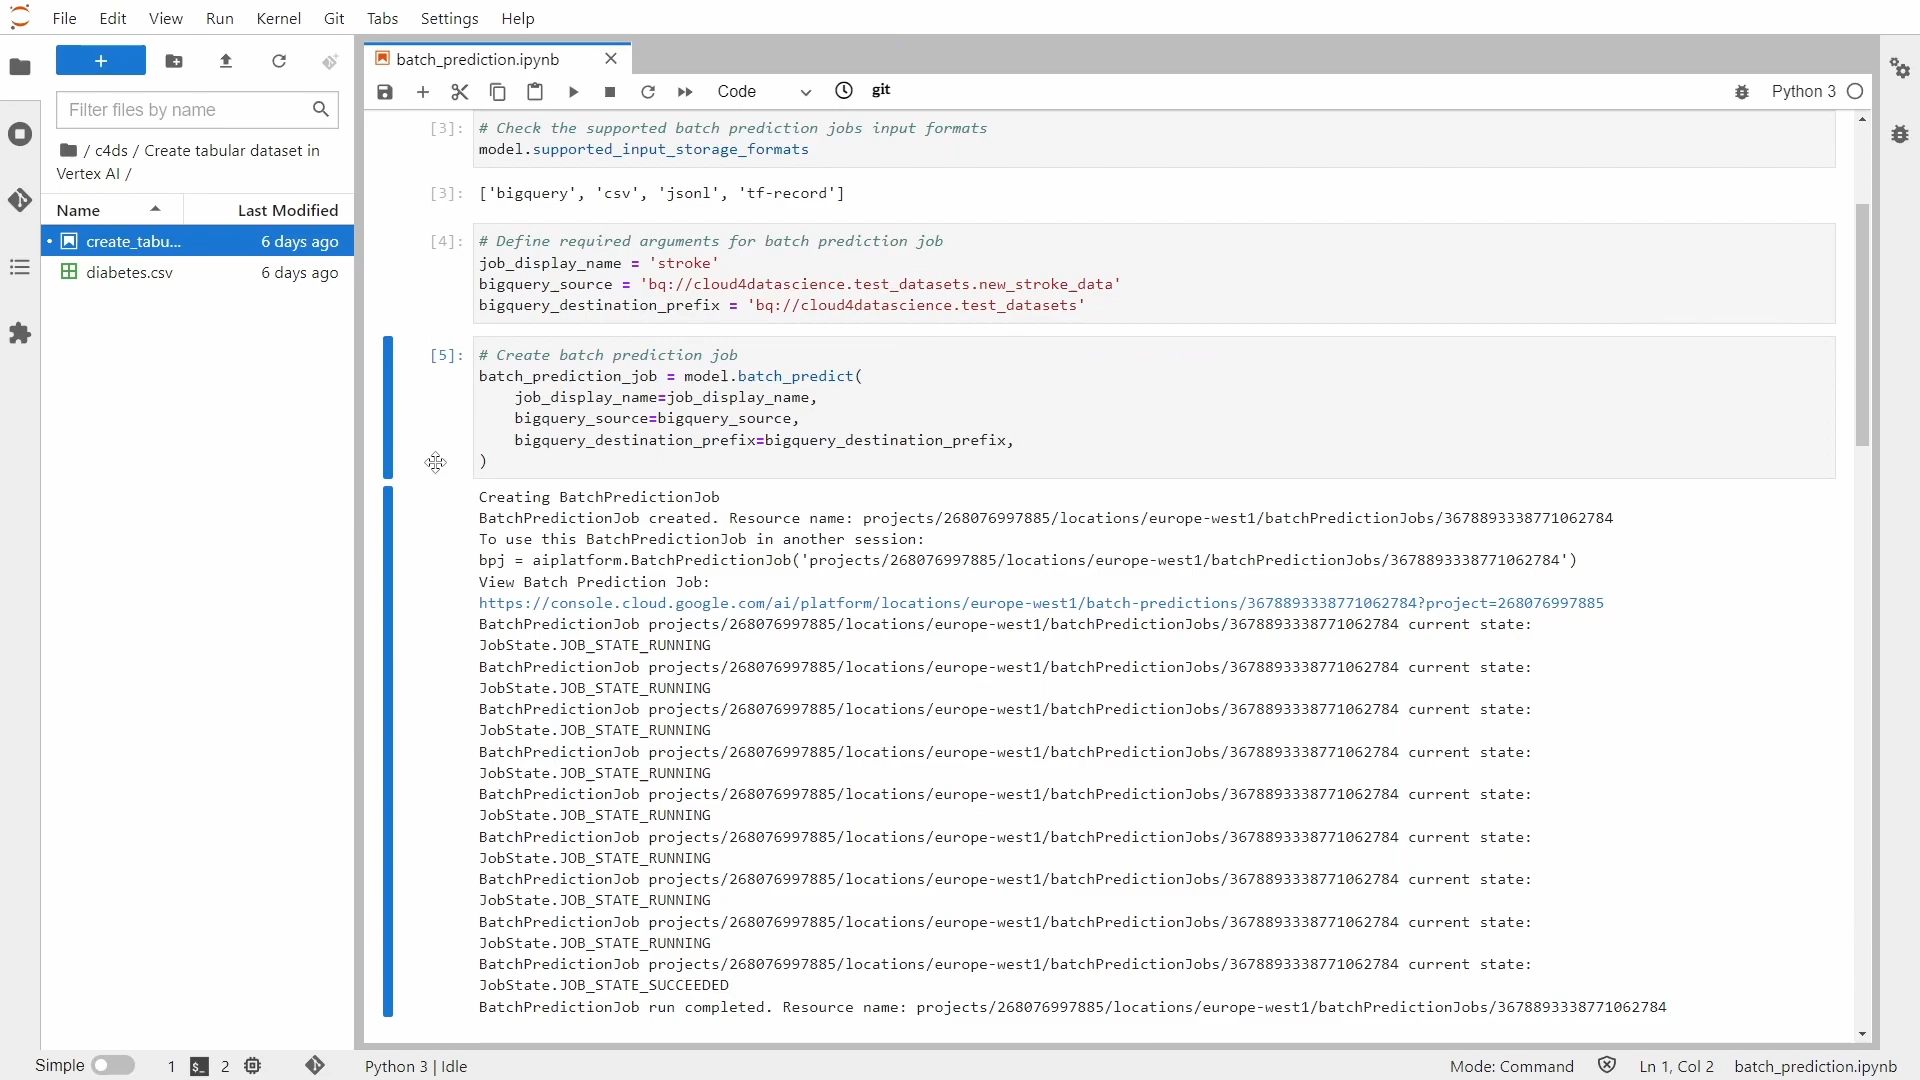 File Edit View Run Kernel Git Tabs Settings Help
+
Filter files by name
/ c4ds / Create tabular dataset in
Vertex AI /
Name Last Modified
create_tabu... 6 days ago
diabetes.csv 6 days ago
batch_prediction.ipynb
Code git Python 3
[3]: # Check the supported batch prediction jobs input formats
model.supported_input_storage_formats
[3]: ['bigquery', 'csv', 'jsonl', 'tf-record']
[4]: # Define required arguments for batch prediction job
job_display_name = 'stroke'
bigquery_source = 'bq://cloud4datascience.test_datasets.new_stroke_data'
bigquery_destination_prefix = 'bq://cloud4datascience.test_datasets'
[5]: # Create batch prediction job
batch_prediction_job = model.batch_predict(
job_display_name=job_display_name,
bigquery_source=bigquery_source,
bigquery_destination_prefix=bigquery_destination_prefix,
)
Creating BatchPredictionJob
BatchPredictionJob created. Resource name: projects/268076997885/locations/europe-west1/batchPredictionJobs/3678893338771062784
To use this BatchPredictionJob in another session:
bpj = aiplatform.BatchPredictionJob('projects/268076997885/locations/europe-west1/batchPredictionJobs/3678893338771062784')
View Batch Prediction Job:
https://console.cloud.google.com/ai/platform/locations/europe-west1/batch-predictions/3678893338771062784?project=268076997885
BatchPredictionJob projects/268076997885/locations/europe-west1/batchPredictionJobs/3678893338771062784 current state:
JobState.JOB_STATE_RUNNING
BatchPredictionJob projects/268076997885/locations/europe-west1/batchPredictionJobs/3678893338771062784 current state:
JobState.JOB_STATE_RUNNING
BatchPredictionJob projects/268076997885/locations/europe-west1/batchPredictionJobs/3678893338771062784 current state:
JobState.JOB_STATE_RUNNING
BatchPredictionJob projects/268076997885/locations/europe-west1/batchPredictionJobs/3678893338771062784 current state:
JobState.JOB_STATE_RUNNING
BatchPredictionJob projects/268076997885/locations/europe-west1/batchPredictionJobs/3678893338771062784 current state:
JobState.JOB_STATE_RUNNING
BatchPredictionJob projects/268076997885/locations/europe-west1/batchPredictionJobs/3678893338771062784 current state:
JobState.JOB_STATE_RUNNING
BatchPredictionJob projects/268076997885/locations/europe-west1/batchPredictionJobs/3678893338771062784 current state:
JobState.JOB_STATE_RUNNING
BatchPredictionJob projects/268076997885/locations/europe-west1/batchPredictionJobs/3678893338771062784 current state:
JobState.JOB_STATE_RUNNING
BatchPredictionJob projects/268076997885/locations/europe-west1/batchPredictionJobs/3678893338771062784 current state:
JobState.JOB_STATE_SUCCEEDED
BatchPredictionJob run completed. Resource name: projects/268076997885/locations/europe-west1/batchPredictionJobs/3678893338771062784
Simple 1 $_ 2 Python 3 | Idle Mode: Command Ln 1, Col 2 batch_prediction.ipynb